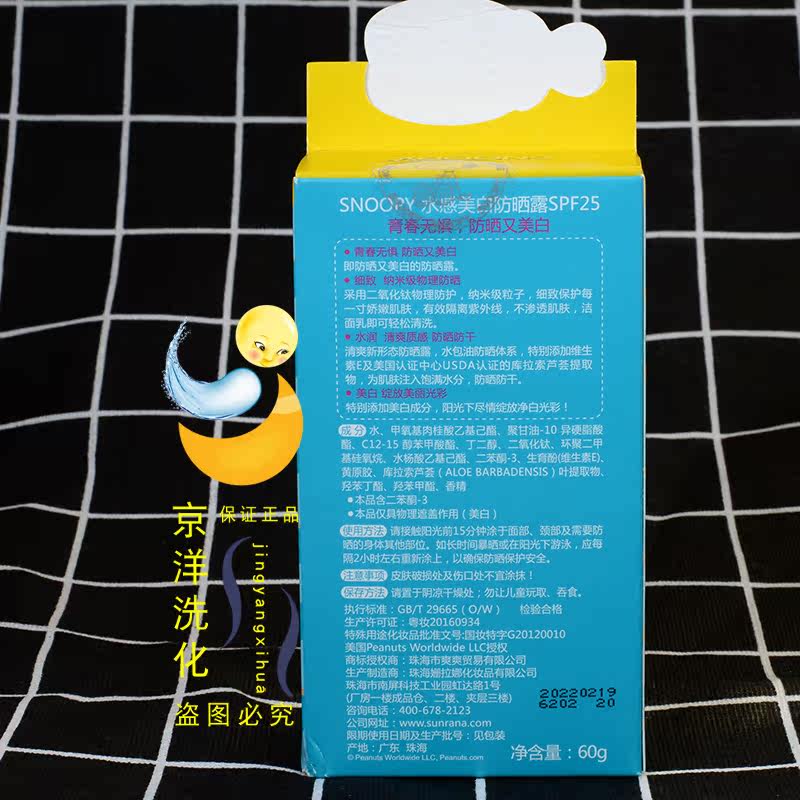 SNOOPY 水感美白防晒露SPF25
青春无惧，防晒又美白
• 青春无惧 防晒又美白
即防晒又美白的防晒露。
• 细致 纳米级物理防晒
采用二氧化钛物理防护，纳米级粒子，细致保护每
一寸娇嫩肌肤，有效隔离紫外线，不渗透肌肤，洁
面乳即可轻松清洗。
• 水润 清爽质感 防晒防干
清爽新形态防晒露，水包油防晒体系，特别添加维生
素E及美国认证中心USDA认证的库拉索芦荟提取
物，为肌肤注入饱满水分，防晒防干。
• 美白 绽放美丽光彩
特别添加美白成分，阳光下尽情绽放净白光彩！
成分 水、甲氧基肉桂酸乙基己酯、聚甘油-10 异硬脂酸
酯、C12-15 醇苯甲酸酯、丁二醇、二氧化钛、环聚二甲
基硅氧烷、水杨酸乙基己酯、二苯酮-3、生育酚(维生素E)、
黄原胶、库拉索芦荟（ALOE BARBADENSIS）叶提取物、
羟苯丁酯、羟苯甲酯、香精
•本品含二苯酮-3
•本品仅具物理遮盖作用（美白）
使用方法 请接触阳光前15分钟涂于面部、颈部及需要防
晒的身体其他部位。如长时间暴晒或在阳光下游泳，应每
隔2小时左右重新涂上，以确保防晒保护安全。
注意事项 皮肤破损处及伤口处不宜涂抹！
保存方法 请置于阴凉干燥处；勿让儿童玩取、吞食。
执行标准：GB/T 29665 ( O/W ) 检验合格
生产许可证：粤妆20160934
特殊用途化妆品批准文号:国妆特字G20120010
美国Peanuts Worldwide LLC授权
商标授权商：珠海市爽爽贸易有限公司
生产制造商：珠海姗拉娜化妆品有限公司
珠海市南屏科技工业园虹达路1号
(厂房一楼成品仓、二楼、夹层三楼)
咨询电话：400-678-2123
公司网址：www.sunrana.com
限期使用日期及生产批号：见包装
产地：广东 珠海
© Peanuts Worldwide LLC, Peanuts.com
20220219
6202 20
净含量：60g
京洋洗化
保证正品
jingyangxihua
盗图必究